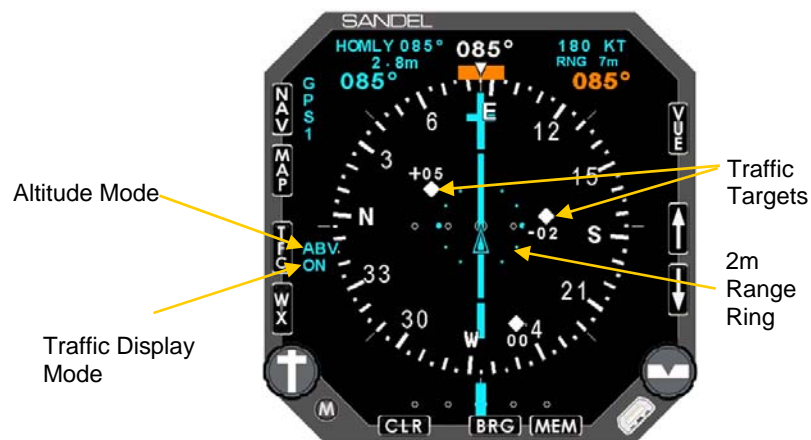 SANDEL
HOMLY 085°
2.8m
085°
085°
180 KT
RNG 7m
085°
GPS1
NAV
MAP
TFC
WX
VUE
E
6
12
3
15
+05
N
-02
S
ABV
ON
33
21
30
W
00
4
M
CLR
BRG
MEM
Altitude Mode
Traffic Display
Mode
Traffic
Targets
2m
Range
Ring